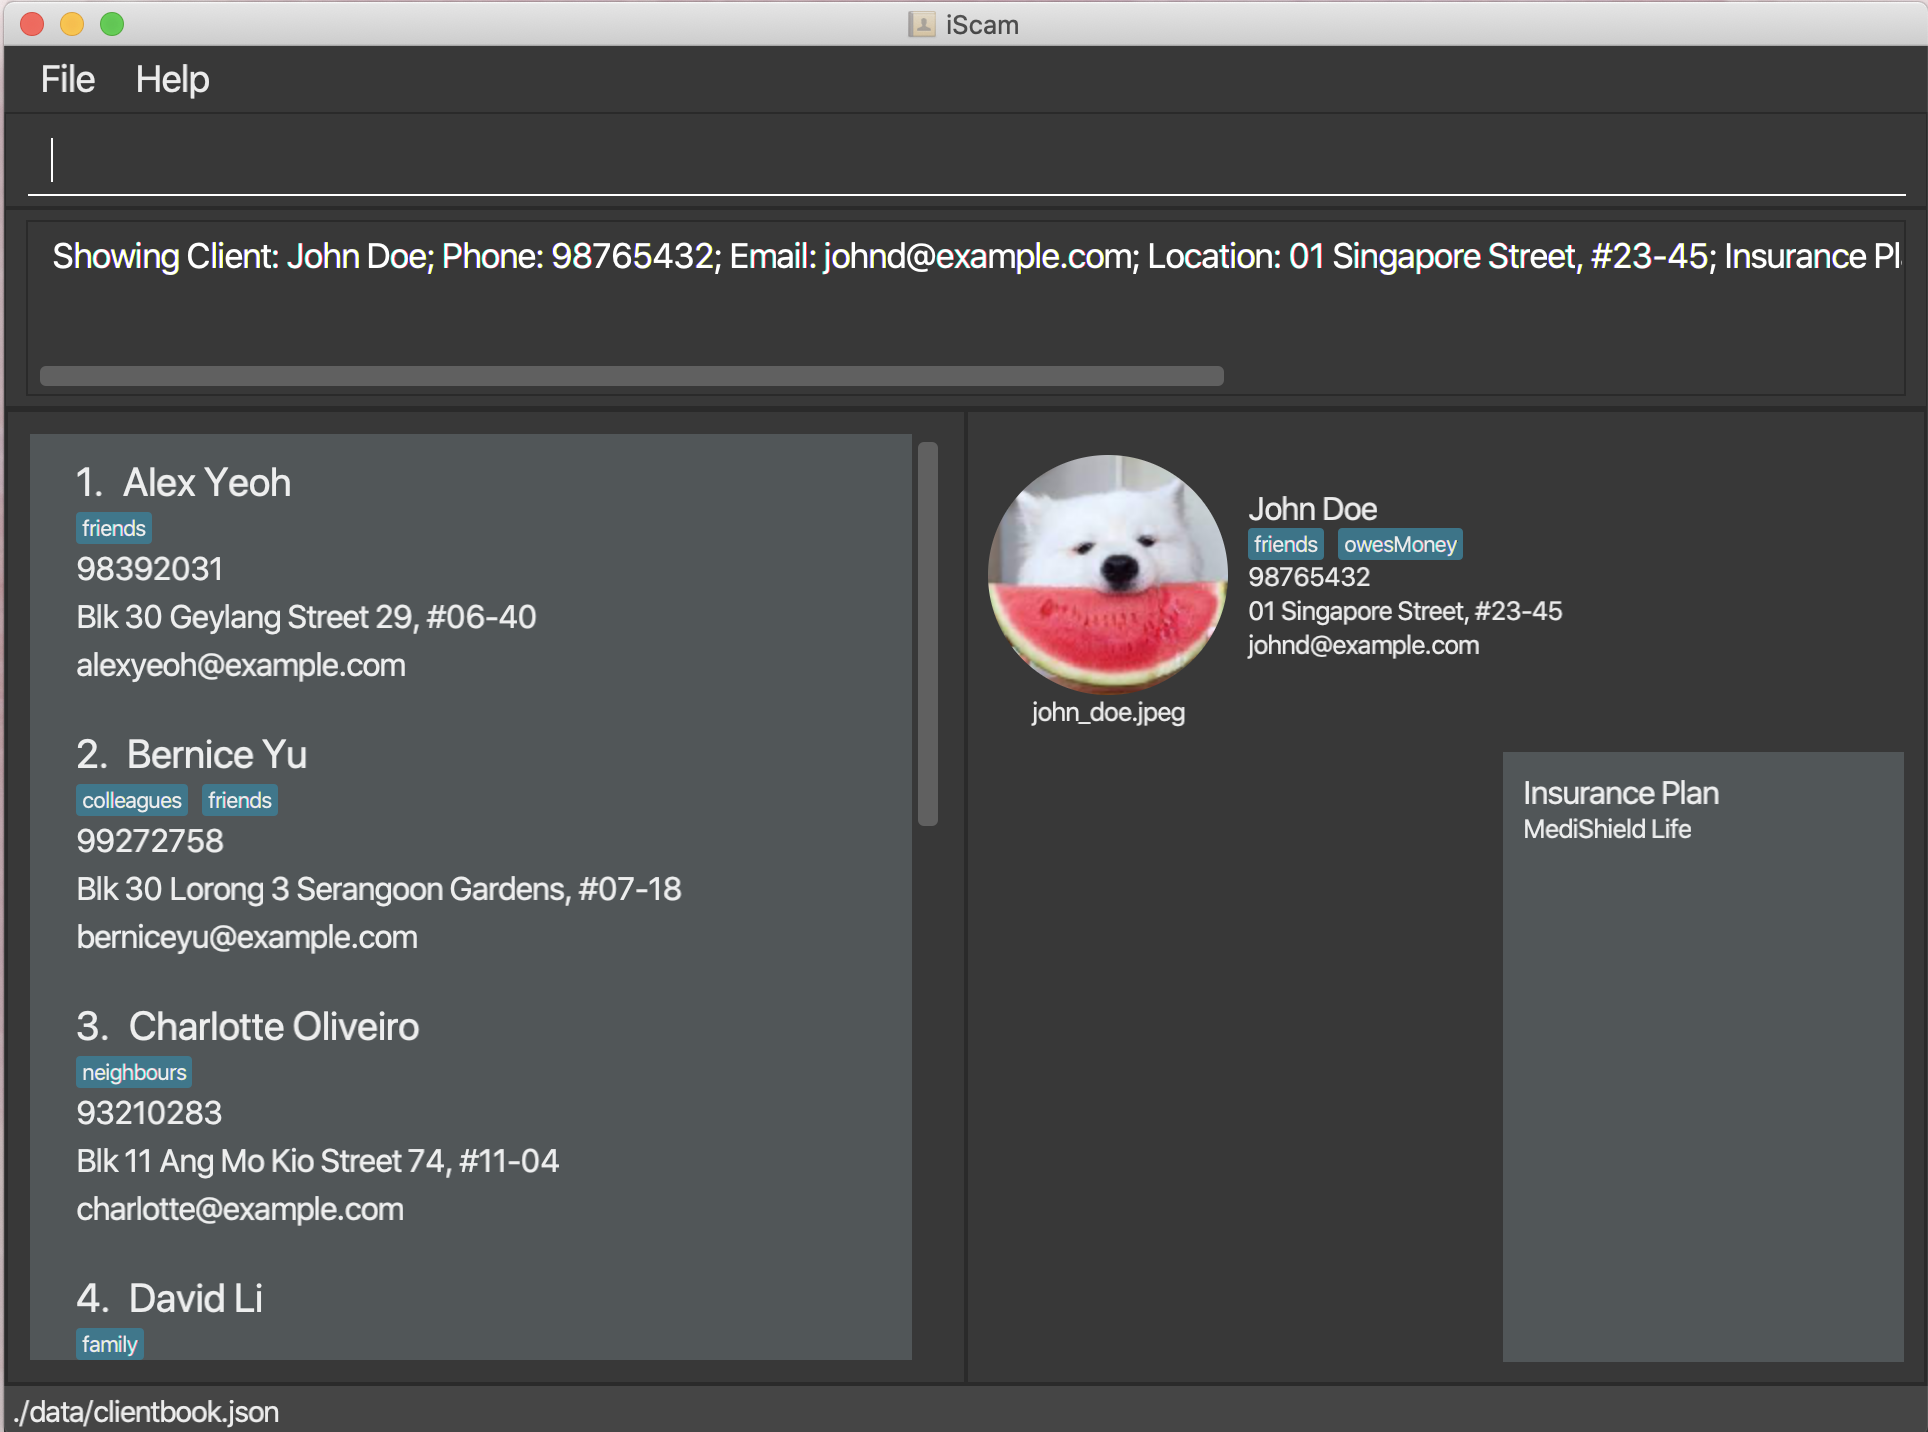 iScam
File Help
Showing Client: John Doe; Phone: 98765432; Email: johnd@example.com; Location: 01 Singapore Street, #23-45; Insurance Pl
1. Alex Yeoh
friends
98392031
Blk 30 Geylang Street 29, #06-40
alexyeoh@example.com
2. Bernice Yu
colleagues friends
99272758
Blk 30 Lorong 3 Serangoon Gardens, #07-18
berniceyu@example.com
3. Charlotte Oliveiro
neighbours
93210283
Blk 11 Ang Mo Kio Street 74, #11-04
charlotte@example.com
4. David Li
family
John Doe
friends owesMoney
98765432
01 Singapore Street, #23-45
johnd@example.com
john_doe.jpeg
Insurance Plan
MediShield Life
./data/clientbook.json